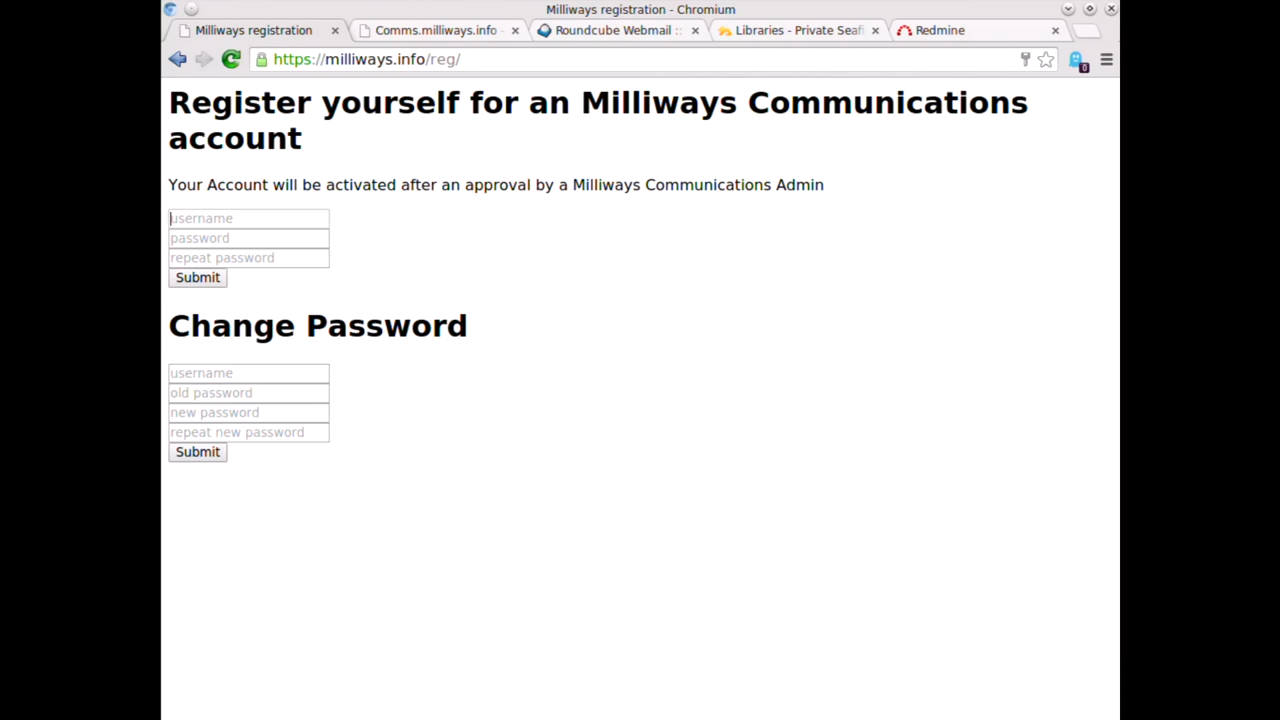 Milliways registration - Chromium
Milliways registration
Comms.milliways.info
Roundcube Webmail ::
Libraries - Private Seafi
Redmine
https://milliways.info/reg/
0
Register yourself for an Milliways Communications
account
Your Account will be activated after an approval by a Milliways Communications Admin
username
password
repeat password
Submit
Change Password
username
old password
new password
repeat new password
Submit